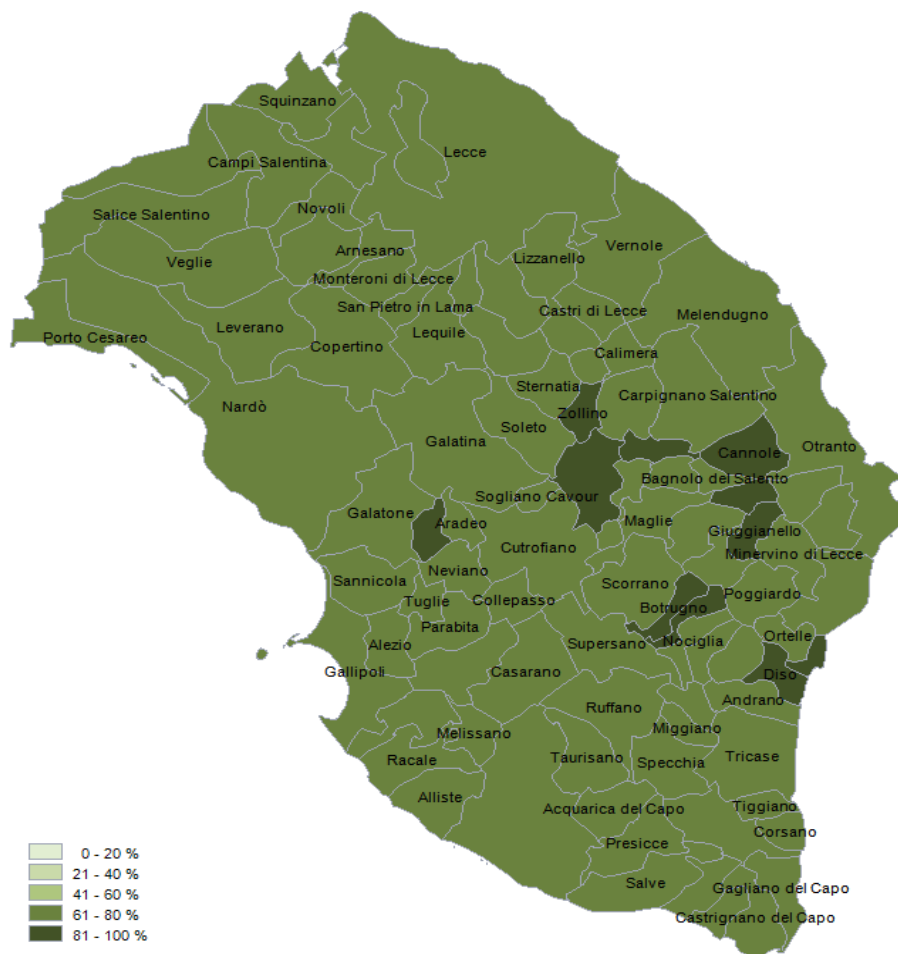 Squinzano
Lecce
Campi Salentina
Novoli
Salice Salentino
Arnesano
Vernole
Lizzanello
Veglie
Monteroni di Lecce
San Pietro in Lama
Castri di Lecce
Melendugno
Leverano
Lequile
Porto Cesareo
Copertino
Calimera
Sternatia
Carpignano Salentino
Nardò
Zollino
Soleto
Galatina
Otranto
Cannole
Bagnolo del Salento
Sogliano Cavour
Galatone
Aradeo
Maglie
Giuggianello
Cutrofiano
Minervino di Lecce
Neviano
Sannicola
Scorrano
Poggiardo
Tuglie
Collepasso
Botrugno
Parabita
Ortelle
Alezio
Supersano
Nociglia
Gallipoli
Casarano
Diso
Andrano
Ruffano
Miggiano
Melissano
Racale
Taurisano
Specchia
Tricase
Alliste
Acquarica del Capo
Tiggiano
Corsano
Presicce
Salve
Gagliano del Capo
Castrignano del Capo
0 - 20 %
21 - 40 %
41 - 60 %
61 - 80 %
81 - 100 %